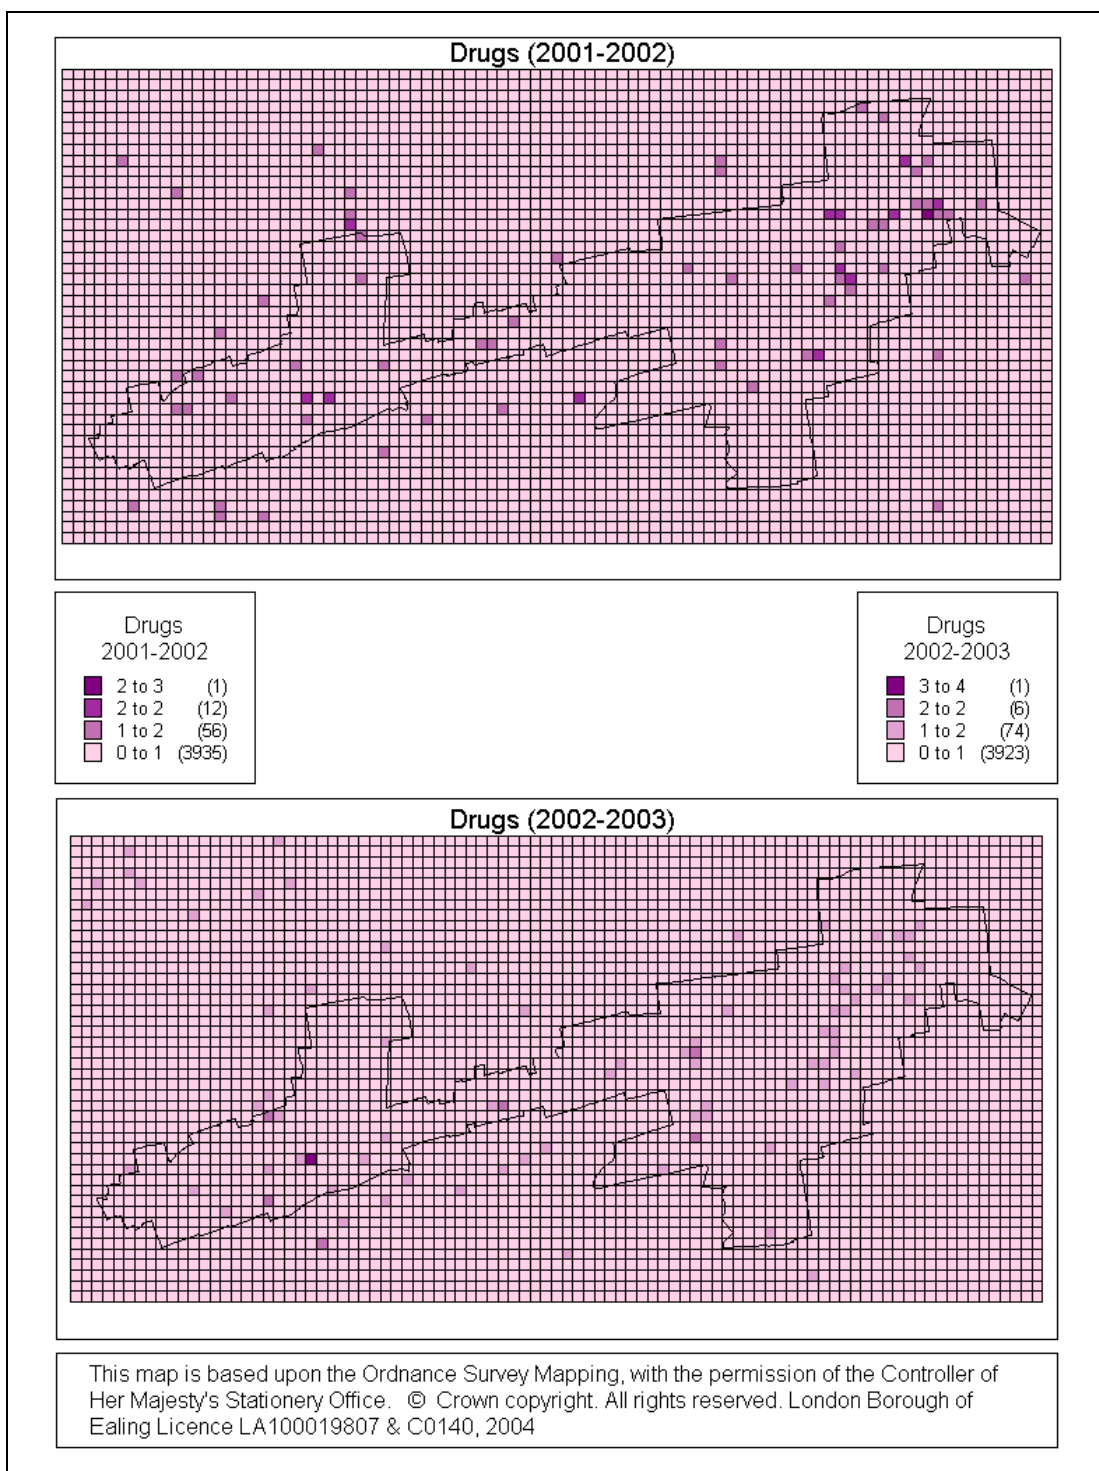 Drugs (2001-2002)
Drugs
2001-2002
2 to 3 (1)
2 to 2 (12)
1 to 2 (56)
0 to 1 (3935)
Drugs
2002-2003
3 to 4 (1)
2 to 2 (6)
1 to 2 (74)
0 to 1 (3923)
Drugs (2002-2003)
This map is based upon the Ordnance Survey Mapping, with the permission of the Controller of
Her Majesty's Stationery Office. © Crown copyright. All rights reserved. London Borough of
Ealing Licence LA100019807 & C0140, 2004